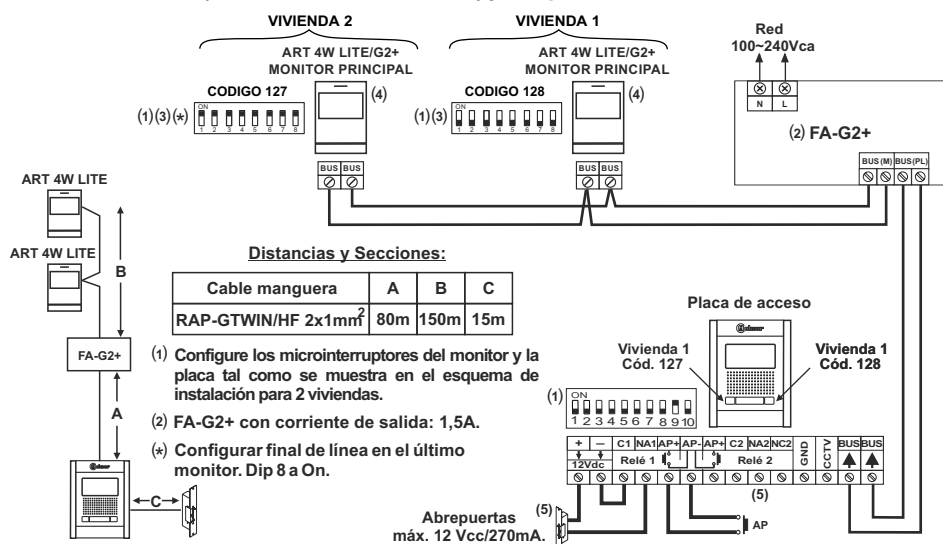 VIVIENDA 2
VIVIENDA 1
ART 4W LITE/G2+
MONITOR PRINCIPAL
ART 4W LITE/G2+
MONITOR PRINCIPAL
Red
100~240Vca
CODIGO 127
(4)
CODIGO 128
(4)
(1)(3)(*)
ON
1 2 3 4 5 6 7 8
(1)(3)
ON
1 2 3 4 5 6 7 8
N L
(2) FA-G2+
BUS BUS
BUS BUS
BUS(M) BUS(PL)
ART 4W LITE
ART 4W LITE
B
Distancias y Secciones:
Cable manguera A B C
RAP-GTWIN/HF 2x1mm2 80m 150m 15m
Placa de acceso
Vivienda 1
Cód. 127
Vivienda 1
Cód. 128
FA-G2+
A
C
(1) Configure los microinterruptores del monitor y la
placa tal como se muestra en el esquema de
instalación para 2 viviendas.
(2) FA-G2+ con corriente de salida: 1,5A.
(*) Configurar final de línea en el último
monitor. Dip 8 a On.
(1)
ON
1 2 3 4 5 6 7 8 9 10
+ – C1 NA1 AP+ AP- AP+ C2 NA2 NC2 GND CCTV BUS BUS
12Vdc Relé 1 Relé 2
(5)
(5)
Abrepuertas
máx. 12 Vcc/270mA.
AP